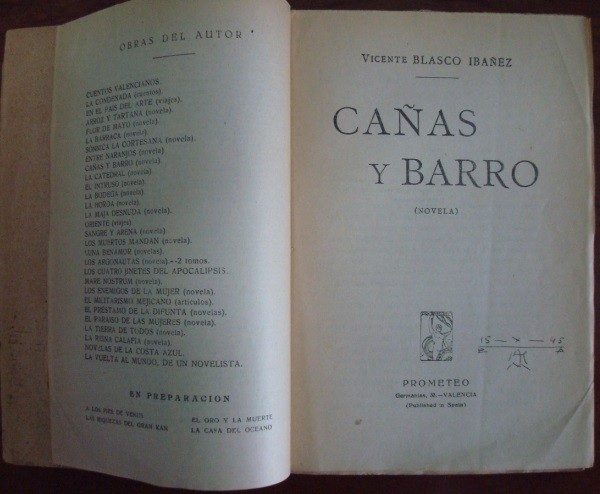 OBRAS DEL AUTOR
CUENTOS VALENCIANOS.
LA CONDENADA (cuentos).
EN EL PAÍS DEL ARTE (viajes).
ARROZ Y TARTANA (novela).
FLOR DE MAYO (novela).
LA BARRACA (novela).
SÓNNICA LA CORTESANA (novela).
ENTRE NARANJOS (novela).
CAÑAS Y BARRO (novela).
LA CATEDRAL (novela).
EL INTRUSO (novela).
LA BODEGA (novela).
LA HORDA (novela).
LA MAJA DESNUDA (novela).
ORIENTE (viajes)
SANGRE Y ARENA (novela).
LOS MUERTOS MANDAN (novela).
LUNA BENAMOR (novelas).
LOS ARGONAUTAS (novela).--2 tomos.
LOS CUATRO JINETES DEL APOCALIPSIS.
MARE NOSTRUM (novela).
LOS ENEMIGOS DE LA MUJER (novela).
EL MILITARISMO MEJICANO (artículos).
EL PRÉSTAMO DE LA DIFUNTA (novelas).
EL PARAÍSO DE LAS MUJERES (novela).
LA TIERRA DE TODOS (novela).
LA REINA CALAFIA (novela).
NOVELAS DE LA COSTA AZUL.
LA VUELTA AL MUNDO, DE UN NOVELISTA.
EN PREPARACION
A LOS PIES DE VENUS
LAS RIQUEZAS DEL GRAN KAN
EL ORO Y LA MUERTE
LA CASA DEL OCEANO
VICENTE BLASCO IBAÑEZ
CAÑAS
Y BARRO
(NOVELA)
15 - X - 45
PROMETEO
Germanías, —VALENCIA
(Published in Spain)